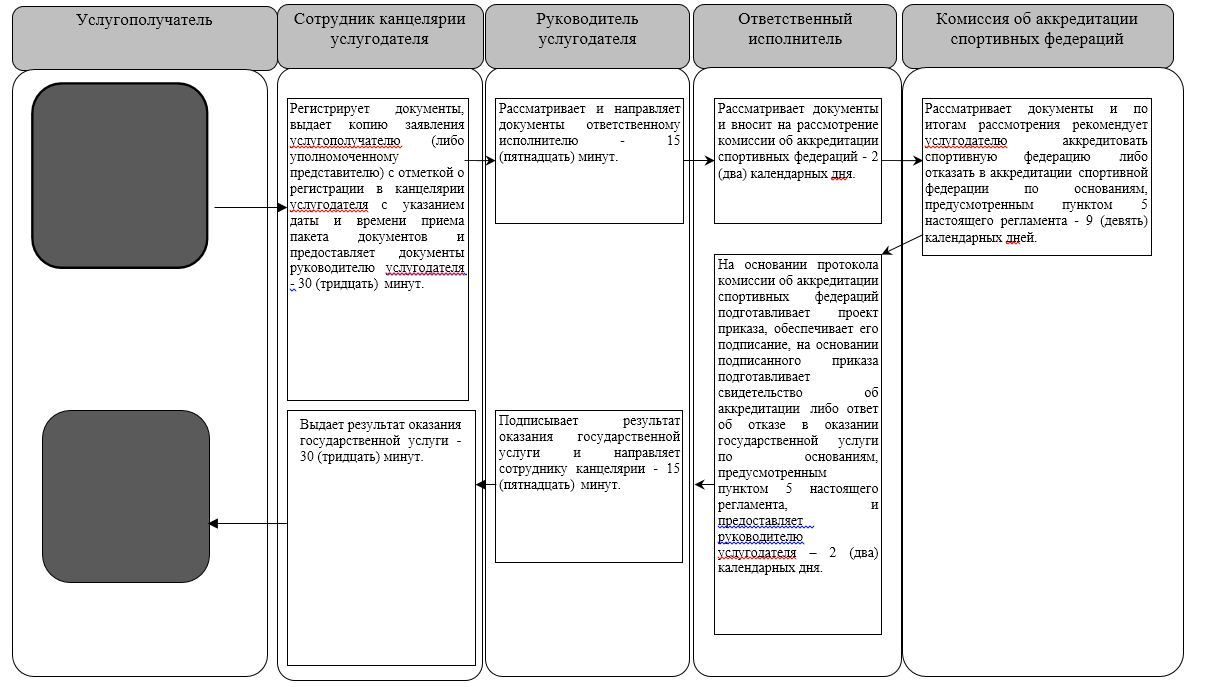 Услугополучатель
Сотрудник канцелярии
услугодателя
Руководитель
услугодателя
Ответственный
исполнитель
Комиссия об аккредитации
спортивных федераций
Регистрирует документы,
выдает копию заявления
услугополучателю (либо
уполномоченному
представителю) с отметкой о
регистрации в канцелярии
услугодателя с указанием
даты и времени приема
пакета документов и
предоставляет документы
руководителю услугодателя
- 30 (тридцать) минут.
Рассматривает и направляет
документы ответственному
исполнителю - 15
(пятнадцать) минут.
Рассматривает документы
и вносит на рассмотрение
комиссии об аккредитации
спортивных федераций - 2
(два) календарных дня.
Рассматривает документы и по
итогам рассмотрения рекомендует
услугодателю аккредитовать
спортивную федерацию либо
отказать в аккредитации спортивной
федерации по основаниям,
предусмотренным пунктом 5
настоящего регламента - 9 (девять)
календарных дней.
На основании протокола
комиссии об аккредитации
спортивных федераций
подготавливает проект
приказа, обеспечивает его
подписание, на основании
подписанного приказа
подготавливает
свидетельство об
аккредитации либо ответ
об отказе в оказании
государственной услуги
по основаниям,
предусмотренным
пунктом 5 настоящего
регламента, и
предоставляет
руководителю
услугодателя – 2 (два)
календарных дня.
Подписывает результат
оказания государственной
услуги и направляет
сотруднику канцелярии - 15
(пятнадцать) минут.
Выдает результат оказания
государственной услуги -
30 (тридцать) минут.